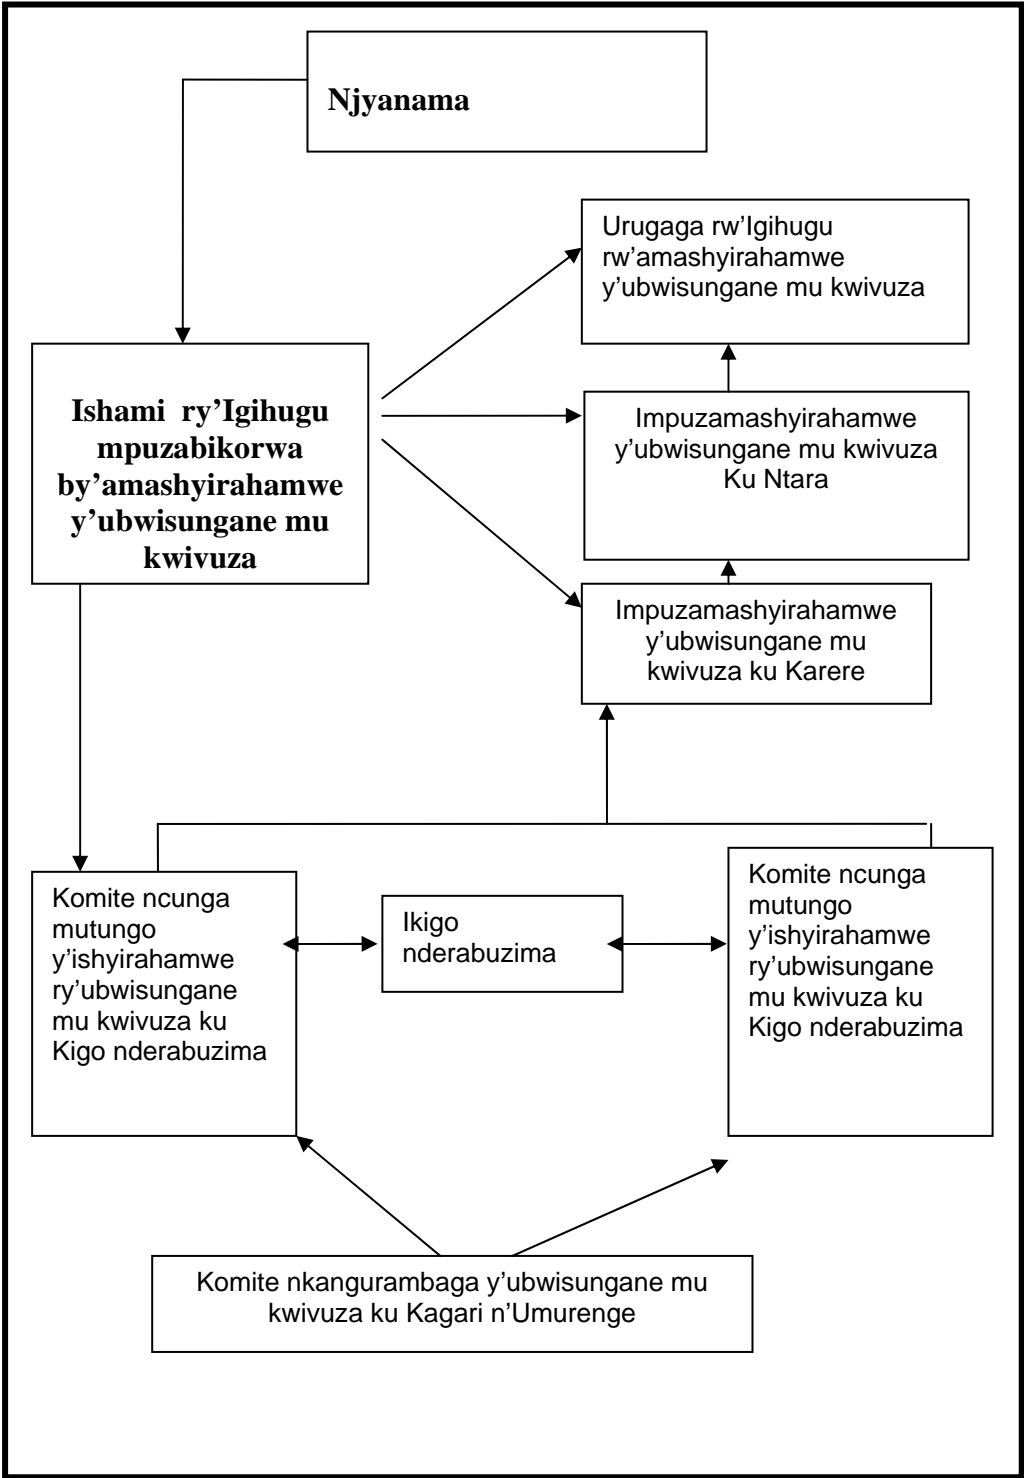 Njyanama
Urugaga rw’Igihugu
rw’amashyirahamwe
y’ubwisungane mu kwivuza
Ishami ry’Igihugu
mpuzabikorwa
by’amashyirahamwe
y’ubwisungane mu
kwivuza
Impuzamashyirahamwe
y’ubwisungane mu kwivuza
Ku Ntara
Impuzamashyirahamwe
y’ubwisungane mu
kwivuza ku Karere
Komite ncunga
mutungo
y’ishyirahamwe
ry’ubwisungane
mu kwivuza ku
Kigo nderabuzima
Ikigo
nderabuzima
Komite ncunga
mutungo
y’ishyirahamwe
ry’ubwisungane
mu kwivuza ku
Kigo nderabuzima
Komite nkangurambaga y’ubwisungane mu
kwivuza ku Kagari n’Umurenge